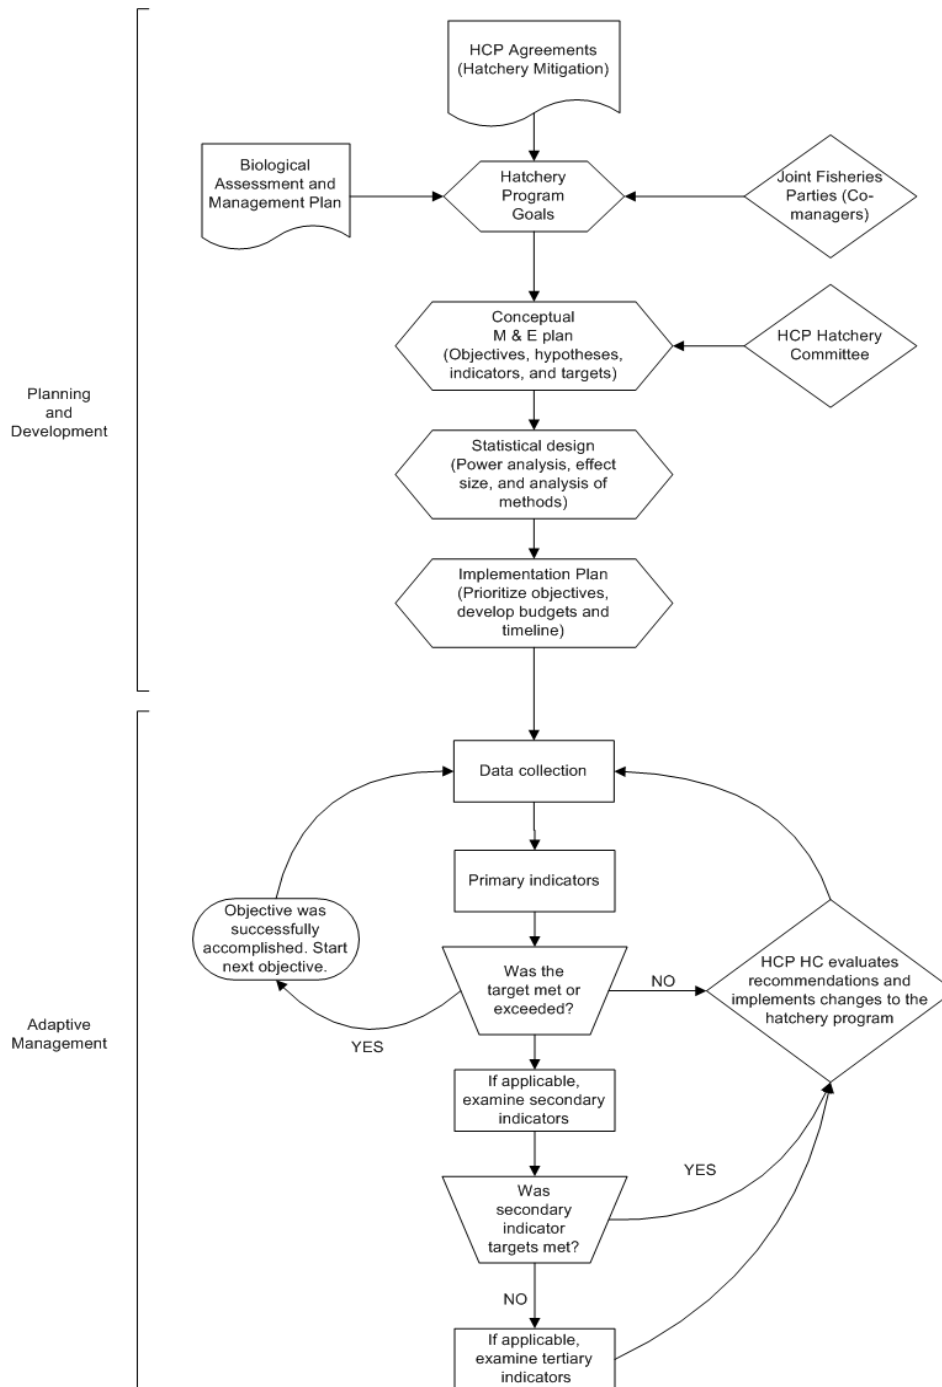 HCP Agreements
(Hatchery Mitigation)
Biological
Assessment and
Management Plan
Hatchery
Program
Goals
Joint Fisheries
Parties (Co-
managers)
Conceptual
M & E plan
(Objectives, hypotheses,
indicators, and targets)
HCP Hatchery
Committee
Planning
and
Development
Statistical design
(Power analysis, effect
size, and analysis of
methods)
Implementation Plan
(Prioritize objectives,
develop budgets and
timeline)
Data collection
Primary indicators
Objective was
successfully
accomplished. Start
next objective.
Was the
target met or
exceeded?
NO
YES
HCP HC evaluates
recommendations and
implements changes to the
hatchery program
Adaptive
Management
If applicable,
examine secondary
indicators
YES
Was
secondary
indicator
targets met?
NO
If applicable,
examine tertiary
indicators